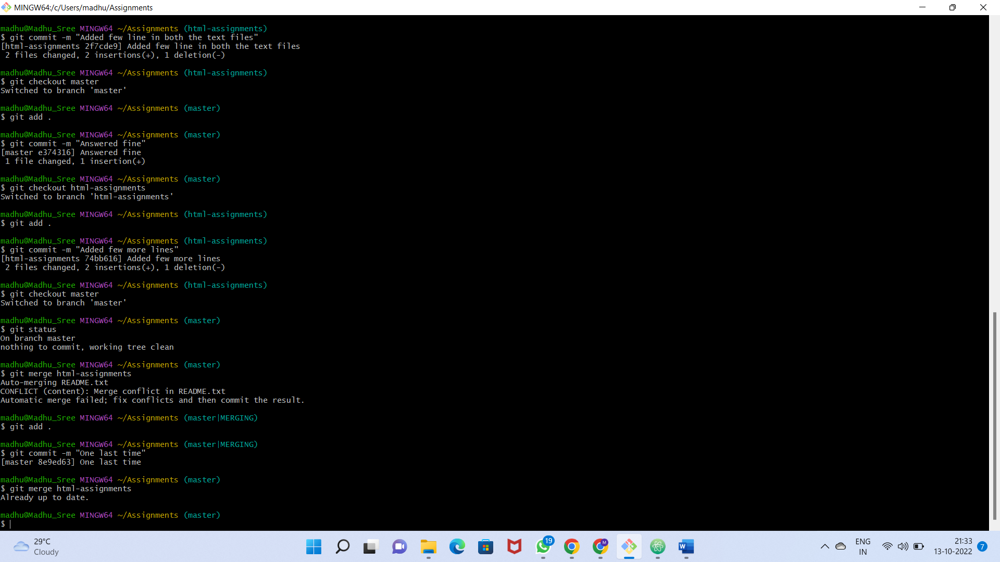 MINGW64:/c/Users/madhu/Assignments
madhu@Madhu_Sree MINGW64 ~/Assignments (html-assignments)
$ git commit -m "Added few line in both the text files"
[html-assignments 2f7cde9] Added few line in both the text files
 2 files changed, 2 insertions(+), 1 deletion(-)
madhu@Madhu_Sree MINGW64 ~/Assignments (html-assignments)
$ git checkout master
Switched to branch 'master'
madhu@Madhu_Sree MINGW64 ~/Assignments (master)
$ git add .
madhu@Madhu_Sree MINGW64 ~/Assignments (master)
$ git commit -m "Answered fine"
[master e374316] Answered fine
 1 file changed, 1 insertion(+)
madhu@Madhu_Sree MINGW64 ~/Assignments (master)
$ git checkout html-assignments
Switched to branch 'html-assignments'
madhu@Madhu_Sree MINGW64 ~/Assignments (html-assignments)
$ git add .
madhu@Madhu_Sree MINGW64 ~/Assignments (html-assignments)
$ git commit -m "Added few more lines"
[html-assignments 74bb616] Added few more lines
 2 files changed, 2 insertions(+), 1 deletion(-)
madhu@Madhu_Sree MINGW64 ~/Assignments (html-assignments)
$ git checkout master
Switched to branch 'master'
madhu@Madhu_Sree MINGW64 ~/Assignments (master)
$ git status
On branch master
nothing to commit, working tree clean
madhu@Madhu_Sree MINGW64 ~/Assignments (master)
$ git merge html-assignments
Auto-merging README.txt
CONFLICT (content): Merge conflict in README.txt
Automatic merge failed; fix conflicts and then commit the result.
madhu@Madhu_Sree MINGW64 ~/Assignments (master|MERGING)
$ git add .
madhu@Madhu_Sree MINGW64 ~/Assignments (master|MERGING)
$ git commit -m "One last time"
[master 8e9ed63] One last time
madhu@Madhu_Sree MINGW64 ~/Assignments (master)
$ git merge html-assignments
Already up to date.
madhu@Madhu_Sree MINGW64 ~/Assignments (master)
$
29°C
Cloudy
19
M
W
ENG
IN
21:33
13-10-2022
7